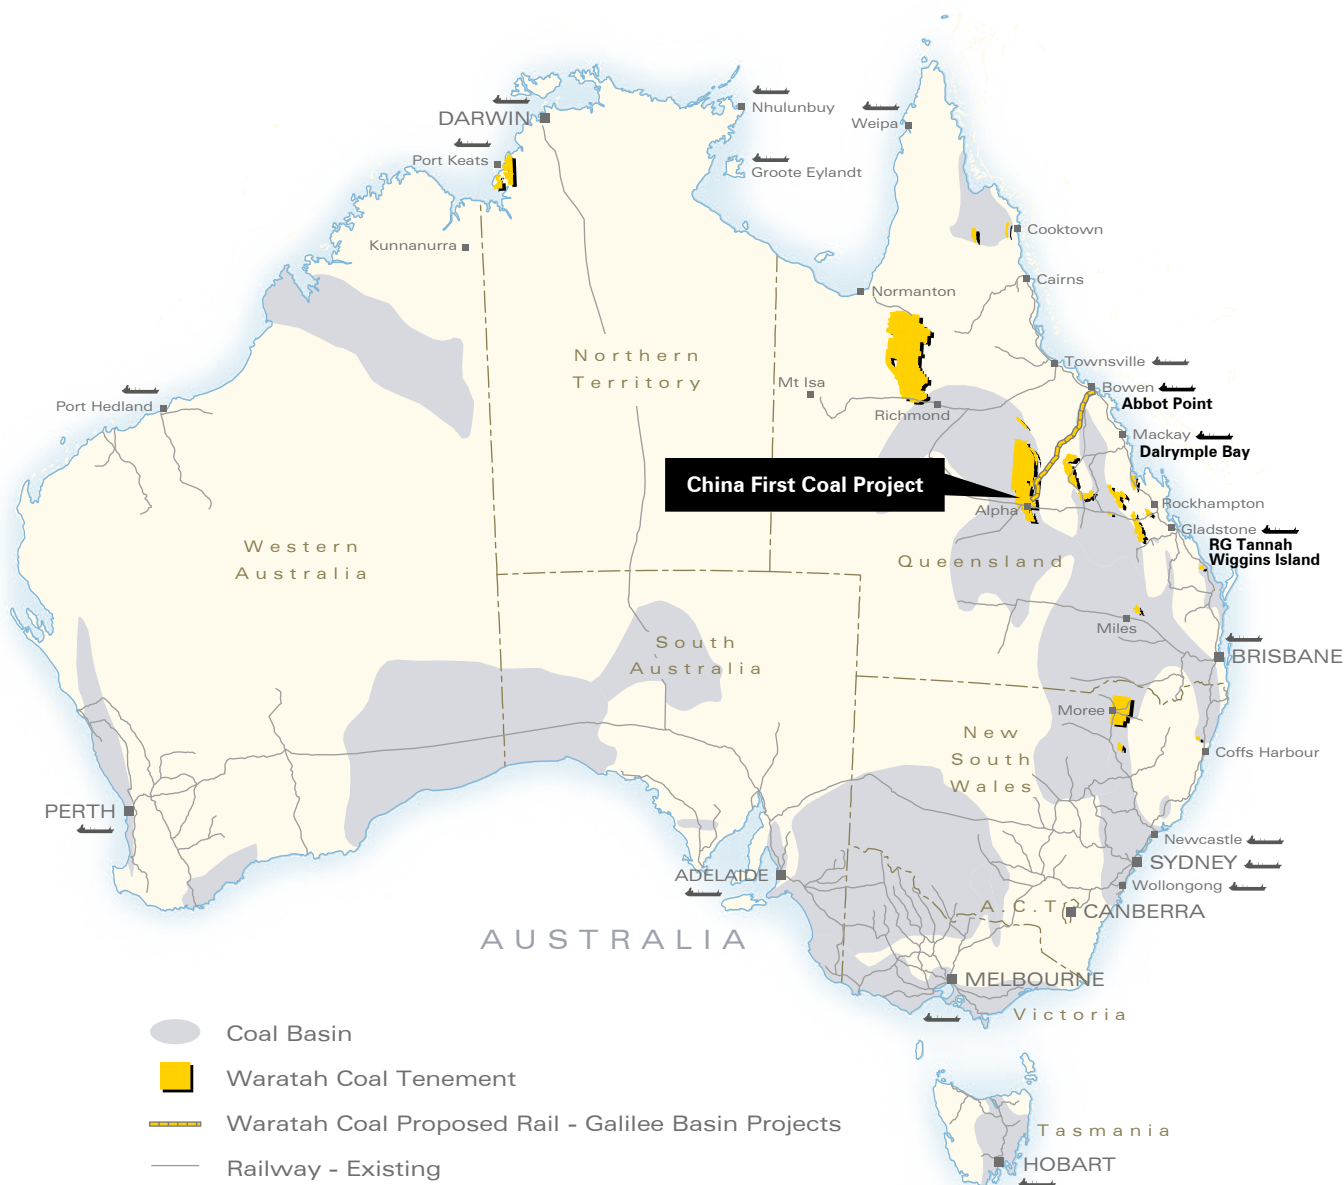 DARWIN
Nhulunbuy
Weipa
Port Keats
Groote Eylandt
Kunnanurra
Cooktown
Cairns
Normanton
Northern
Territory
Townsville
Mt Isa
Bowen
Abbot Point
Port Hedland
Richmond
Mackay
Dalrymple Bay
China First Coal Project
Alpha
Rockhampton
Gladstone
RG Tannah
Wiggins Island
Western
Australia
Queensland
Miles
South
Australia
BRISBANE
Moree
New
South
Wales
Coffs Harbour
PERTH
Newcastle
SYDNEY
ADELAIDE
Wollongong
A.C.T
CANBERRA
AUSTRALIA
MELBOURNE
Victoria
Coal Basin
Waratah Coal Tenement
Waratah Coal Proposed Rail - Galilee Basin Projects
Tasmania
Railway - Existing
HOBART